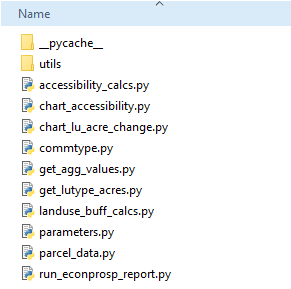 Name
__pycache__
utils
accessibility_calcs.py
chart_accessibility.py
chart_lu_acre_change.py
commtype.py
get_agg_values.py
get_lutype_acres.py
landuse_buff_calcs.py
parameters.py
parcel_data.py
run_econprosp_report.py